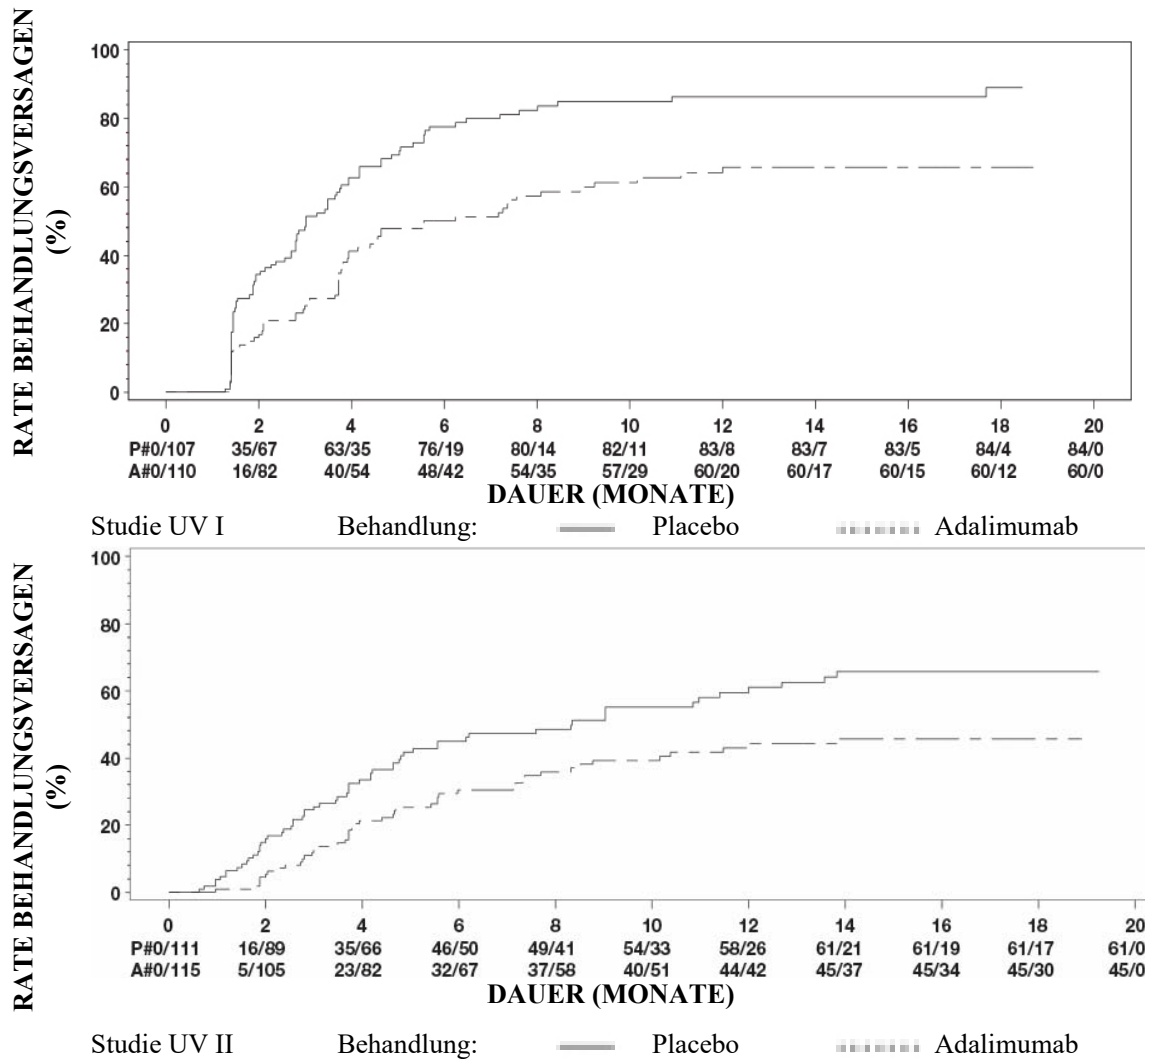 RATE BEHANDLUNGSVERSAGEN
(%)
100
80
60
40
20
0
0 2 4 6 8 10 12 14 16 18 20
P#0/107 35/67 63/35 76/19 80/14 82/11 83/8 83/7 83/5 84/4 84/0
A#0/110 16/82 40/54 48/42 54/35 57/29 60/20 60/17 60/15 60/12 60/0
DAUER (MONATE)
Studie UV I Behandlung: Placebo Adalimumab
RATE BEHANDLUNGSVERSAGEN
(%)
100
80
60
40
20
0
0 2 4 6 8 10 12 14 16 18 20
P#0/111 16/89 35/66 46/50 49/41 54/33 58/26 61/21 61/19 61/17 61/0
A#0/115 5/105 23/82 32/67 37/58 40/51 44/42 45/37 45/34 45/30 45/0
DAUER (MONATE)
Studie UV II Behandlung: Placebo Adalimumab